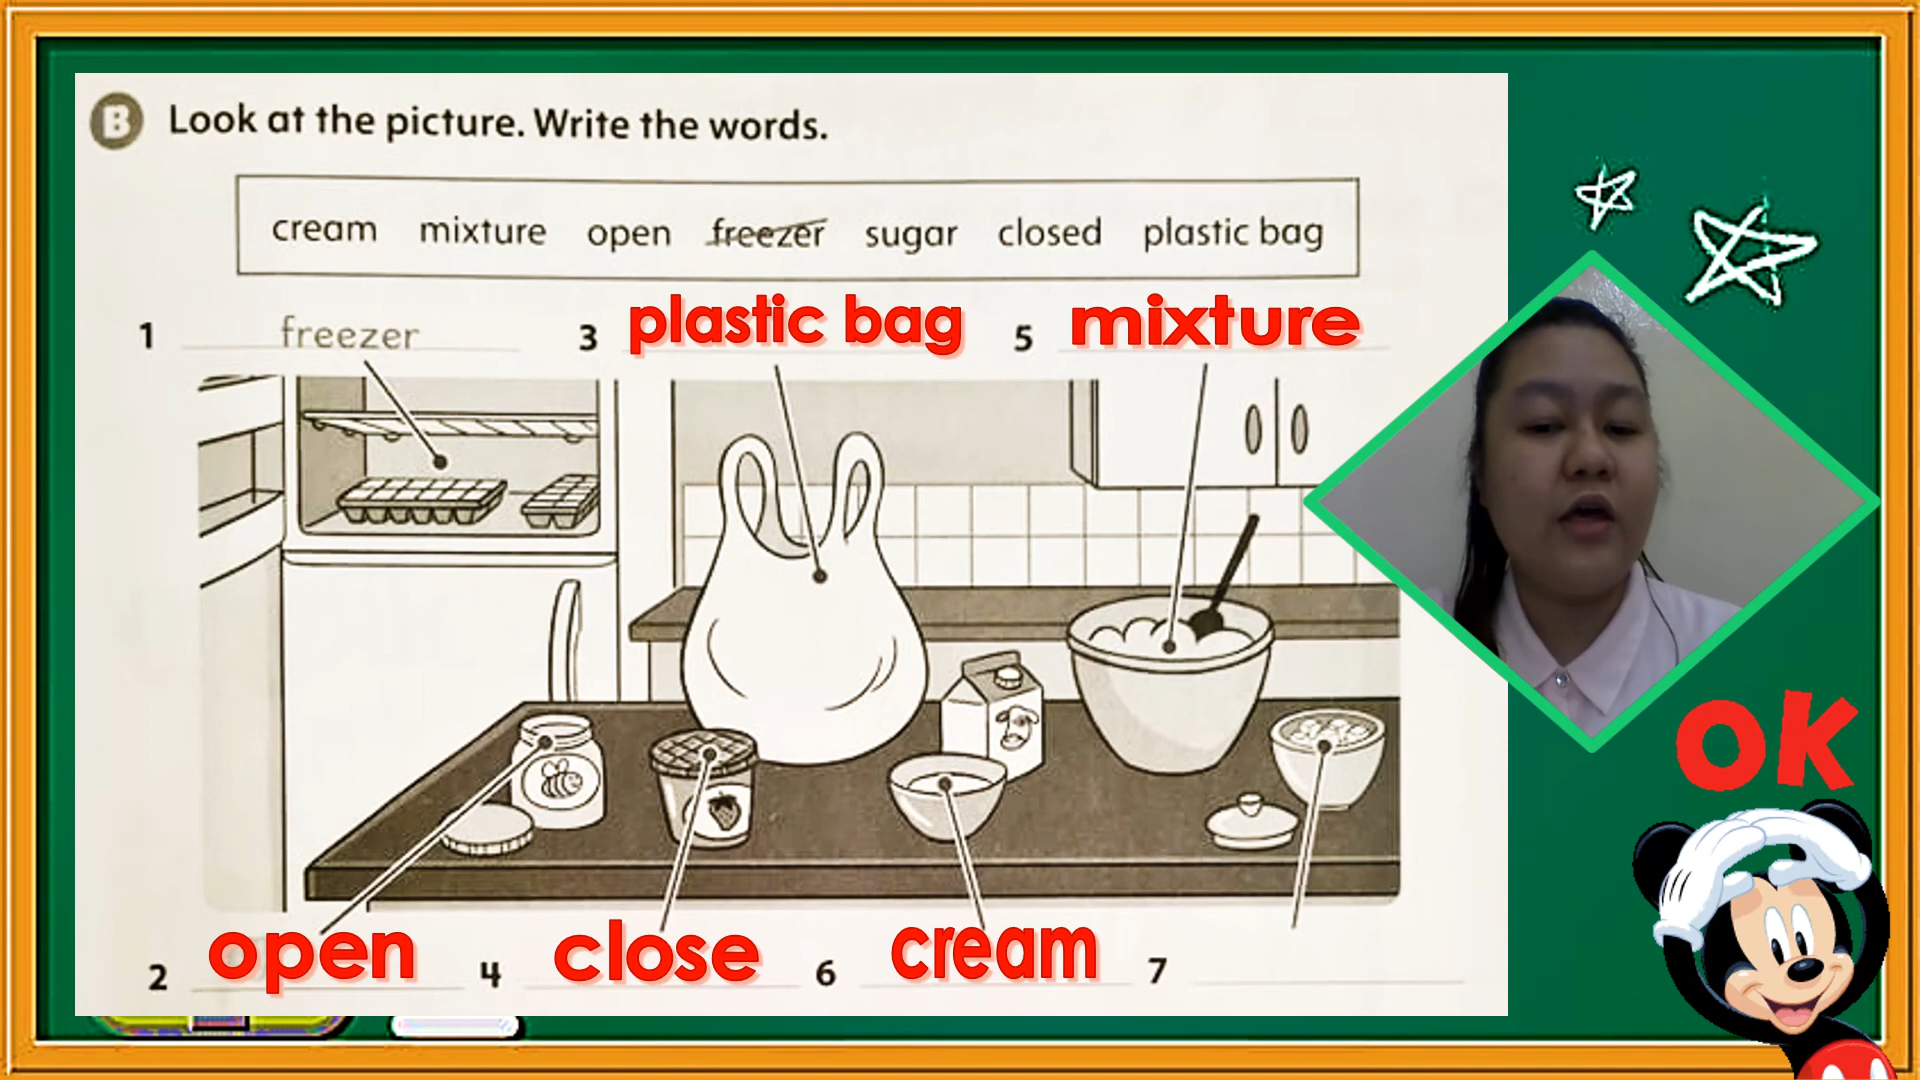 B Look at the picture. Write the words.
cream mixture open freezer sugar closed plastic bag
1 freezer 3 plastic bag 5 mixture
2 open 4 close 6 cream 7
OK